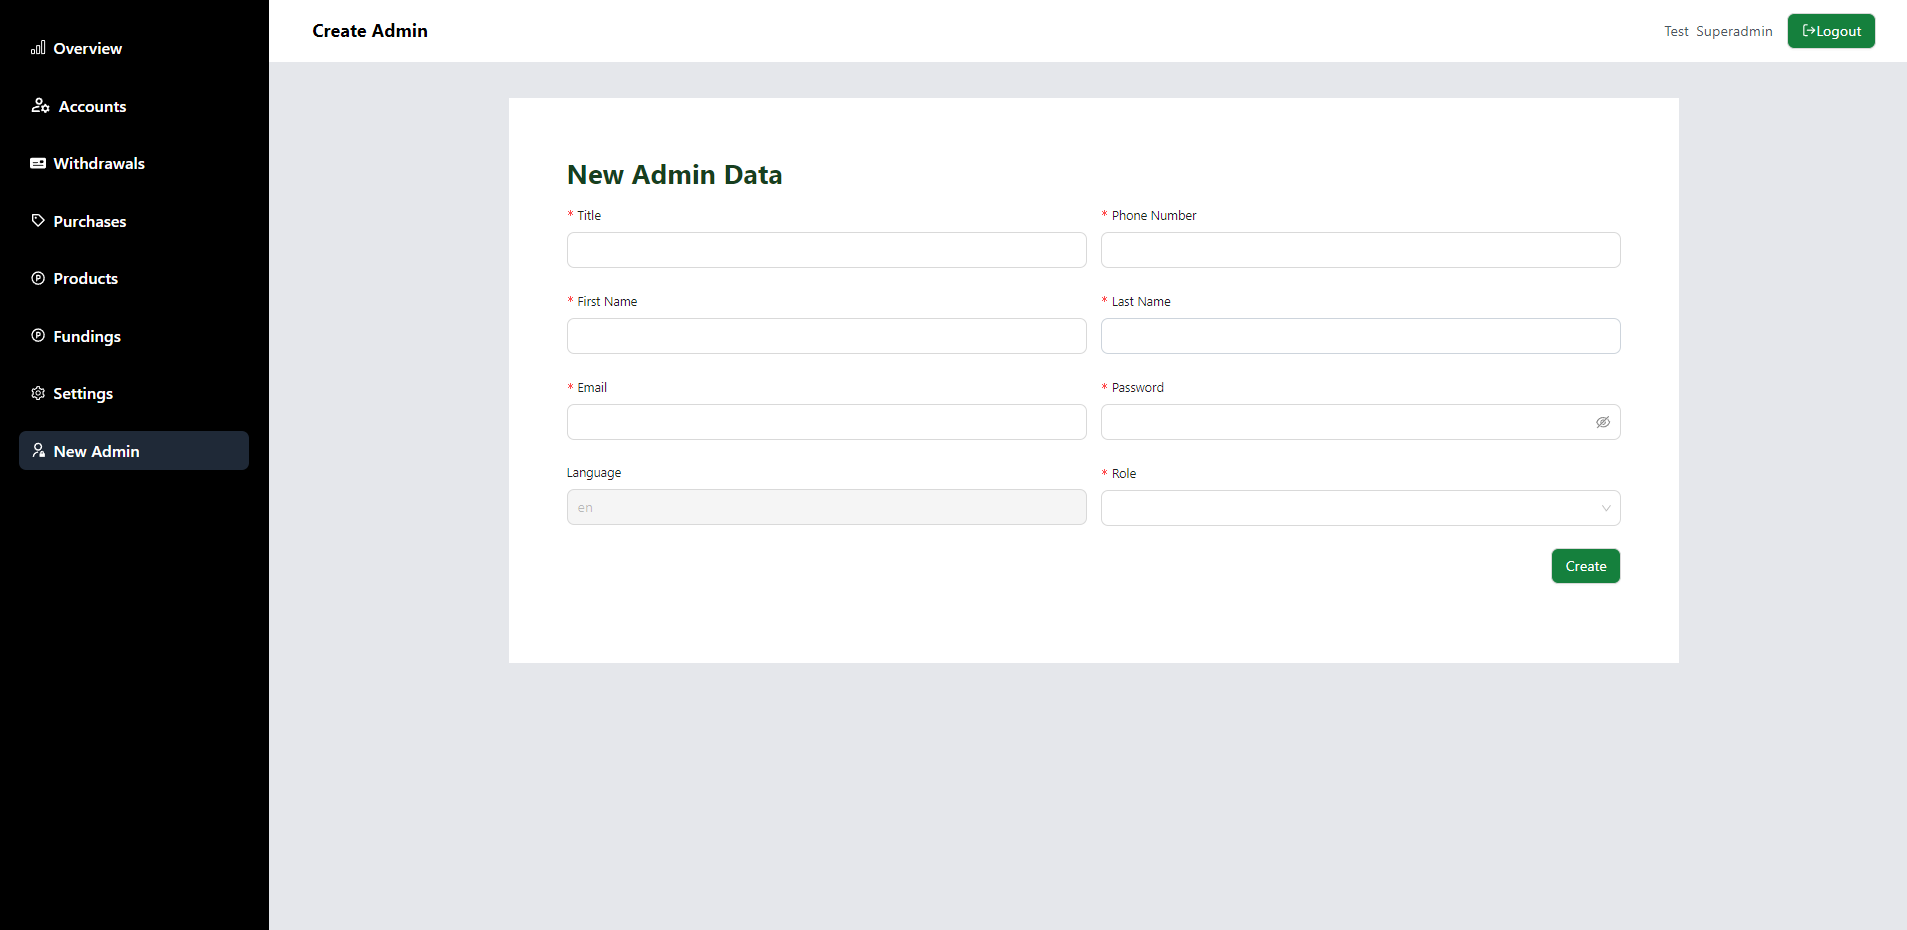 Overview
Accounts
Withdrawals
Purchases
Products
Fundings
Settings
New Admin
Create Admin
Test Superadmin
Logout
New Admin Data
* Title
* Phone Number
* First Name
* Last Name
* Email
* Password
Language
en
* Role
Create